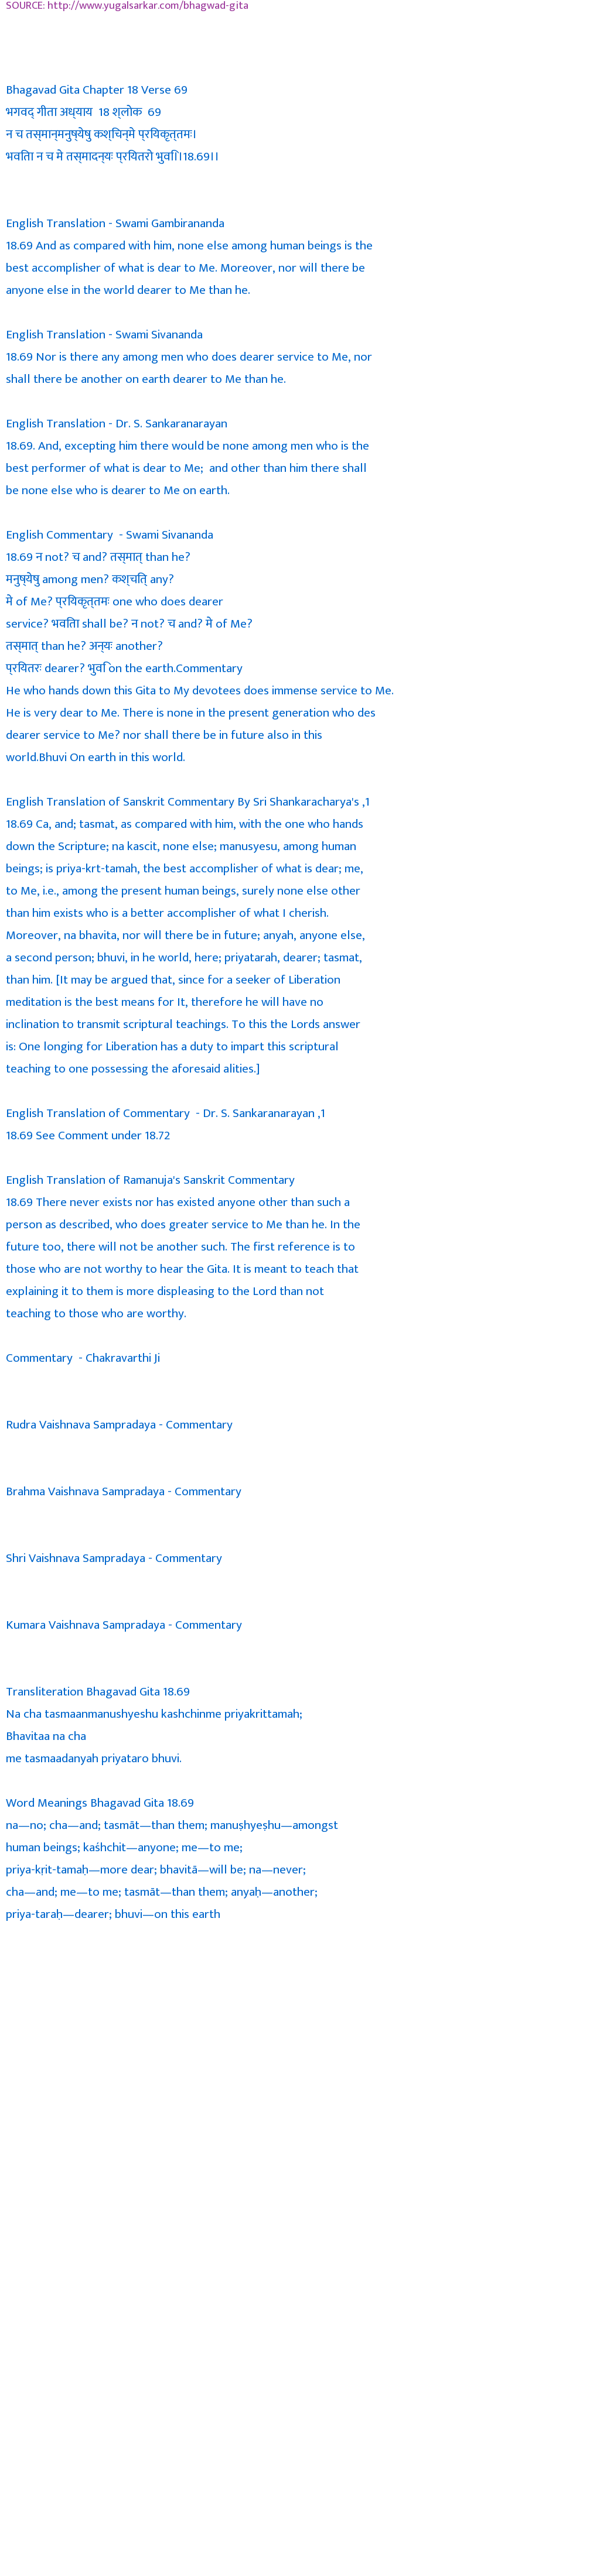 SOURCE: http://www.yugalsarkar.com/bhagwad-gita
Bhagavad Gita Chapter 18 Verse 69
भगवद् गीता अध्याय 18 श्लोक 69
न च तस्मान्मनुष्येषु कश्िचन्मे प्रियकृत्तमः।
भविता न च मे तस्मादन्यः प्रियतरो भुवि।।18.69।।
English Translation - Swami Gambirananda
18.69 And as compared with him, none else among human beings is the
best accomplisher of what is dear to Me. Moreover, nor will there be
anyone else in the world dearer to Me than he.
English Translation - Swami Sivananda
18.69 Nor is there any among men who does dearer service to Me, nor
shall there be another on earth dearer to Me than he.
English Translation - Dr. S. Sankaranarayan
18.69. And, excepting him there would be none among men who is the
best performer of what is dear to Me; and other than him there shall
be none else who is dearer to Me on earth.
English Commentary - Swami Sivananda
18.69 न not? च and? तस्मात् than he?
मनुष्येषु among men? कश्चित् any?
मे of Me? प्रियकृत्तमः one who does dearer
service? भविता shall be? न not? च and? मे of Me?
तस्मात् than he? अन्यः another?
प्रियतरः dearer? भुवि on the earth.Commentary
He who hands down this Gita to My devotees does immense service to Me.
He is very dear to Me. There is none in the present generation who des
dearer service to Me? nor shall there be in future also in this
world.Bhuvi On earth in this world.
English Translation of Sanskrit Commentary By Sri Shankaracharya's ,1
18.69 Ca, and; tasmat, as compared with him, with the one who hands
down the Scripture; na kascit, none else; manusyesu, among human
beings; is priya-krt-tamah, the best accomplisher of what is dear; me,
to Me, i.e., among the present human beings, surely none else other
than him exists who is a better accomplisher of what I cherish.
Moreover, na bhavita, nor will there be in future; anyah, anyone else,
a second person; bhuvi, in he world, here; priyatarah, dearer; tasmat,
than him. [It may be argued that, since for a seeker of Liberation
meditation is the best means for It, therefore he will have no
inclination to transmit scriptural teachings. To this the Lords answer
is: One longing for Liberation has a duty to impart this scriptural
teaching to one possessing the aforesaid alities.]
English Translation of Commentary - Dr. S. Sankaranarayan ,1
18.69 See Comment under 18.72
English Translation of Ramanuja's Sanskrit Commentary
18.69 There never exists nor has existed anyone other than such a
person as described, who does greater service to Me than he. In the
future too, there will not be another such. The first reference is to
those who are not worthy to hear the Gita. It is meant to teach that
explaining it to them is more displeasing to the Lord than not
teaching to those who are worthy.
Commentary - Chakravarthi Ji
Rudra Vaishnava Sampradaya - Commentary
Brahma Vaishnava Sampradaya - Commentary
Shri Vaishnava Sampradaya - Commentary
Kumara Vaishnava Sampradaya - Commentary
Transliteration Bhagavad Gita 18.69
Na cha tasmaanmanushyeshu kashchinme priyakrittamah;
Bhavitaa na cha
me tasmaadanyah priyataro bhuvi.
Word Meanings Bhagavad Gita 18.69
na—no; cha—and; tasmāt—than them; manuṣhyeṣhu—amongst
human beings; kaśhchit—anyone; me—to me;
priya-kṛit-tamaḥ—more dear; bhavitā—will be; na—never;
cha—and; me—to me; tasmāt—than them; anyaḥ—another;
priya-taraḥ—dearer; bhuvi—on this earth